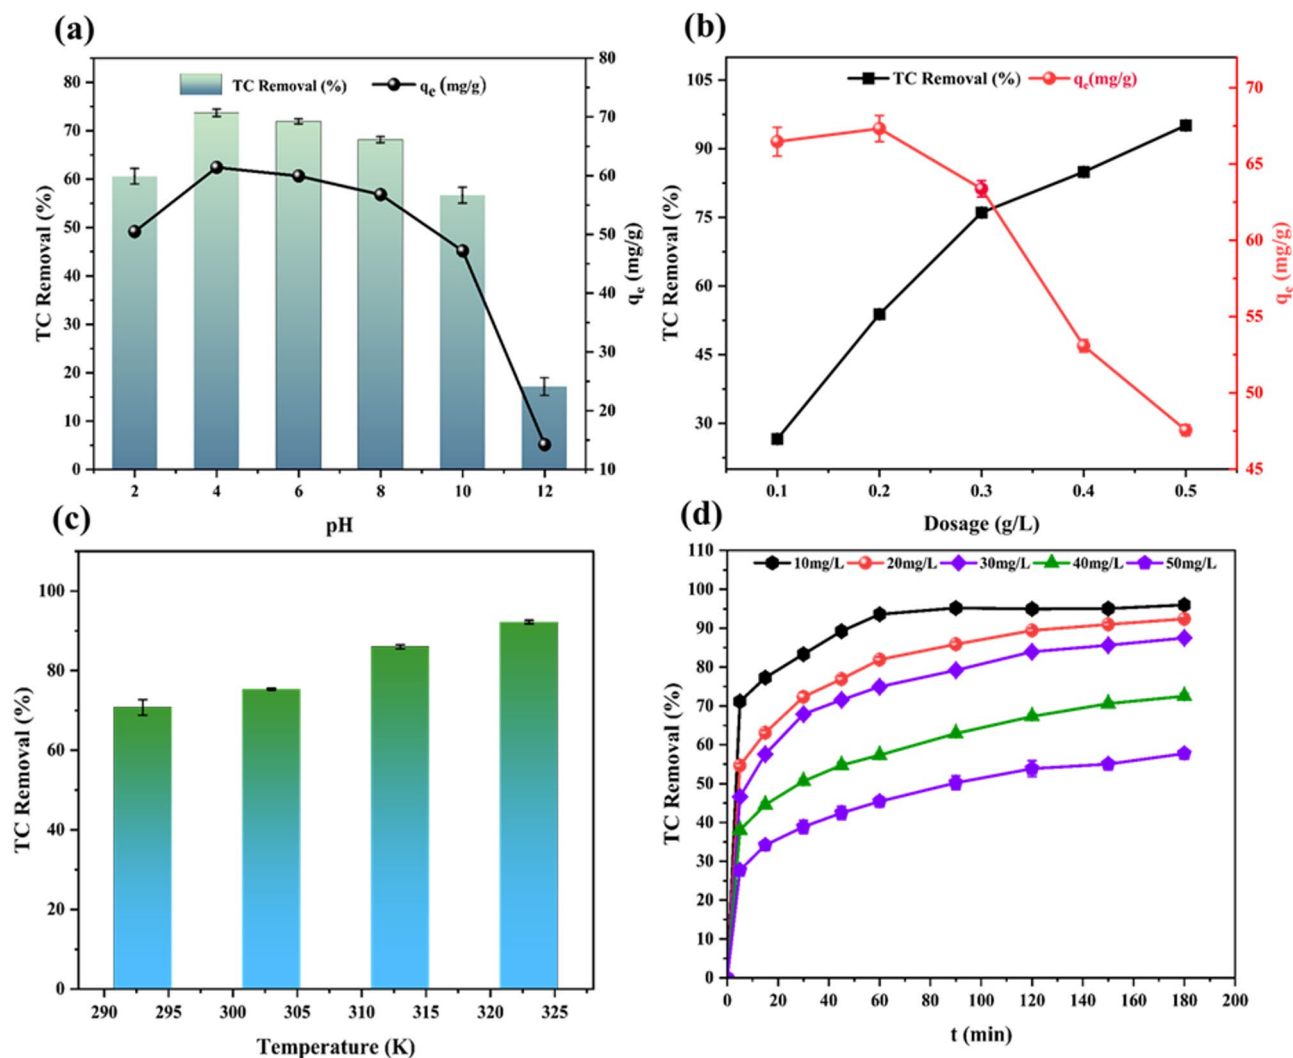 (a)
TC Removal (%)
qe (mg/g)
80
70
60
50
40
30
20
10
0
80
70
60
50
40
30
20
10
2 4 6 8 10 12
TC Removal (%)
qe (mg/g)
pH
(b)
TC Removal (%)
qe(mg/g)
105
90
75
60
45
30
70
65
60
55
50
45
0.1 0.2 0.3 0.4 0.5
TC Removal (%)
qe (mg/g)
Dosage (g/L)
(c)
100
80
60
40
20
0
290 295 300 305 310 315 320 325
TC Removal (%)
Temperature (K)
(d)
10mg/L 20mg/L 30mg/L 40mg/L 50mg/L
110
100
90
80
70
60
50
40
30
20
10
0
0 20 40 60 80 100 120 140 160 180 200
TC Removal (%)
t (min)